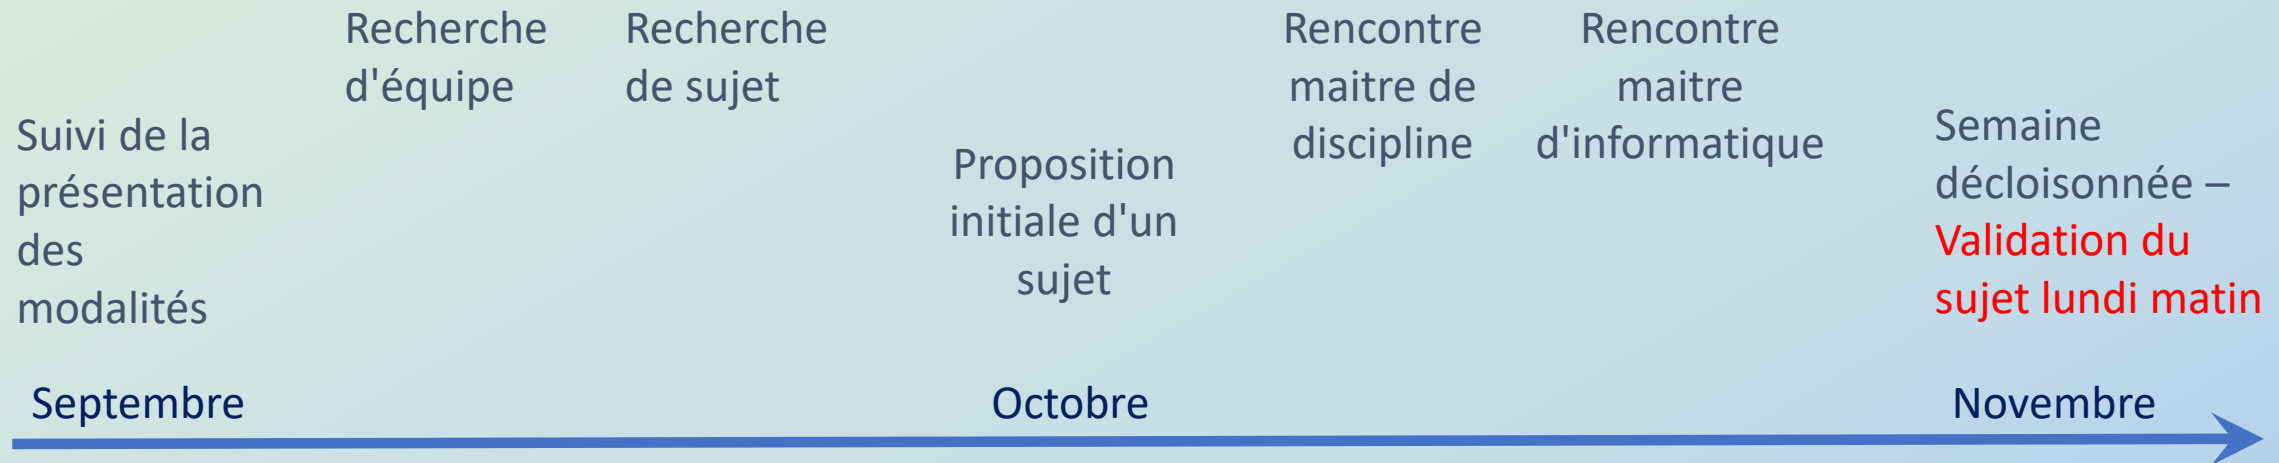 Suivi de la
présentation
des
modalités
Recherche
d'équipe
Recherche
de sujet
Proposition
initiale d'un
sujet
Rencontre
maitre de
discipline
Rencontre
maitre
d'informatique
Semaine
décloisonnée –
Validation du
sujet lundi matin
Septembre
Octobre
Novembre